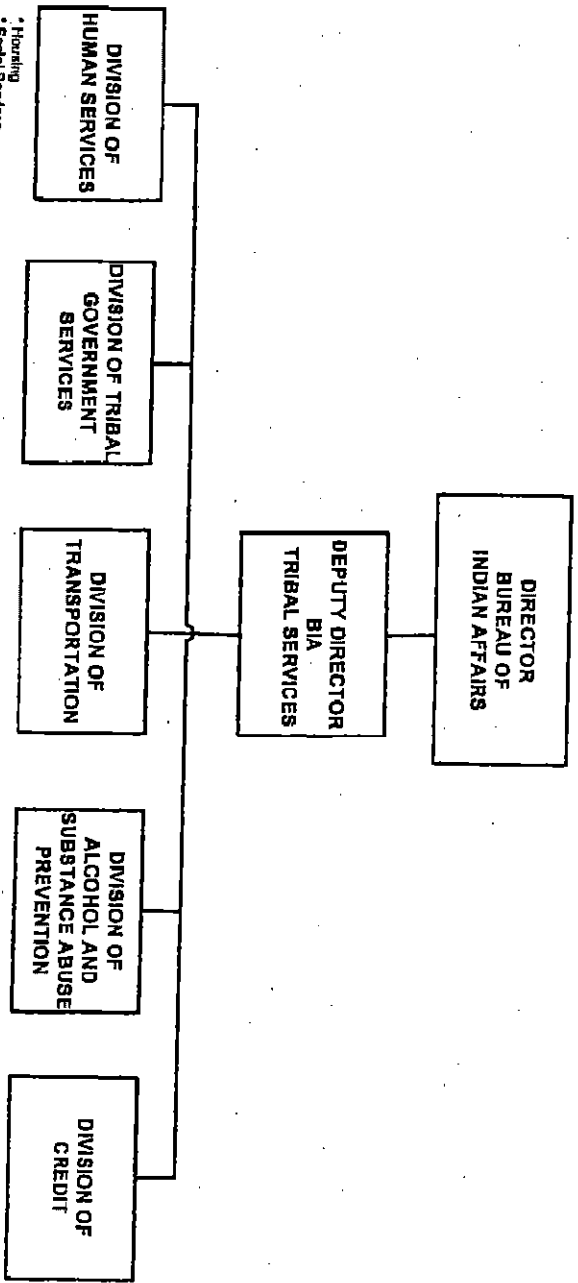 DIRECTOR
BUREAU OF
INDIAN AFFAIRS
DEPUTY DIRECTOR
BIA
TRIBAL SERVICES
DIVISION OF
HUMAN SERVICES
DIVISION OF TRIBAL
GOVERNMENT
SERVICES
DIVISION OF
TRANSPORTATION
DIVISION OF
ALCOHOL AND
SUBSTANCE ABUSE
PREVENTION
DIVISION OF
CREDIT
* Housing